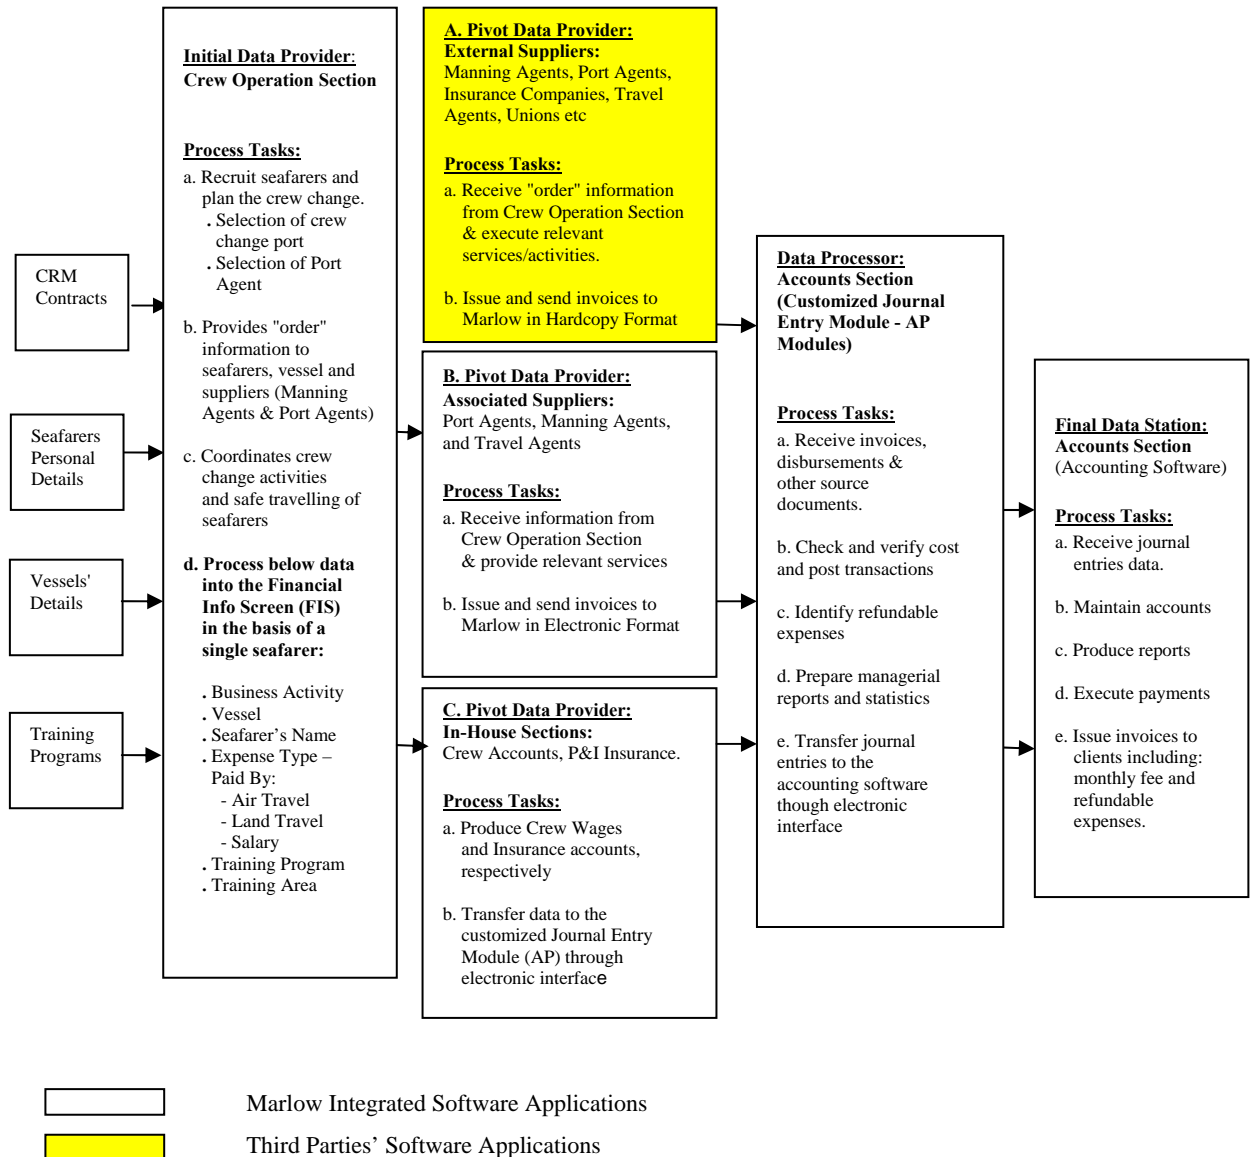 CRM
Contracts
Seafarers
Personal
Details
Vessels'
Details
Training
Programs
Initial Data Provider:
Crew Operation Section
Process Tasks:
a. Recruit seafarers and
plan the crew change.
. Selection of crew
change port
. Selection of Port
Agent
b. Provides "order"
information to
seafarers, vessel and
suppliers (Manning
Agents & Port Agents)
c. Coordinates crew
change activities
and safe travelling of
seafarers
d. Process below data
into the Financial
Info Screen (FIS)
in the basis of a
single seafarer:
. Business Activity
. Vessel
. Seafarer's Name
. Expense Type –
Paid By:
- Air Travel
- Land Travel
- Salary
. Training Program
. Training Area
A. Pivot Data Provider:
External Suppliers:
Manning Agents, Port Agents,
Insurance Companies, Travel
Agents, Unions etc
Process Tasks:
a. Receive "order" information
from Crew Operation Section
& execute relevant
services/activities.
b. Issue and send invoices to
Marlow in Hardcopy Format
B. Pivot Data Provider:
Associated Suppliers:
Port Agents, Manning Agents,
and Travel Agents
Process Tasks:
a. Receive information from
Crew Operation Section
& provide relevant services
b. Issue and send invoices to
Marlow in Electronic Format
C. Pivot Data Provider:
In-House Sections:
Crew Accounts, P&I Insurance.
Process Tasks:
a. Produce Crew Wages
and Insurance accounts,
respectively
b. Transfer data to the
customized Journal Entry
Module (AP) through
electronic interface
Data Processor:
Accounts Section
(Customized Journal
Entry Module - AP
Modules)
Process Tasks:
a. Receive invoices,
disbursements &
other source
documents.
b. Check and verify cost
and post transactions
c. Identify refundable
expenses
d. Prepare managerial
reports and statistics
e. Transfer journal
entries to the
accounting software
though electronic
interface
Final Data Station:
Accounts Section
(Accounting Software)
Process Tasks:
a. Receive journal
entries data.
b. Maintain accounts
c. Produce reports
d. Execute payments
e. Issue invoices to
clients including:
monthly fee and
refundable
expenses.
Marlow Integrated Software Applications
Third Parties' Software Applications